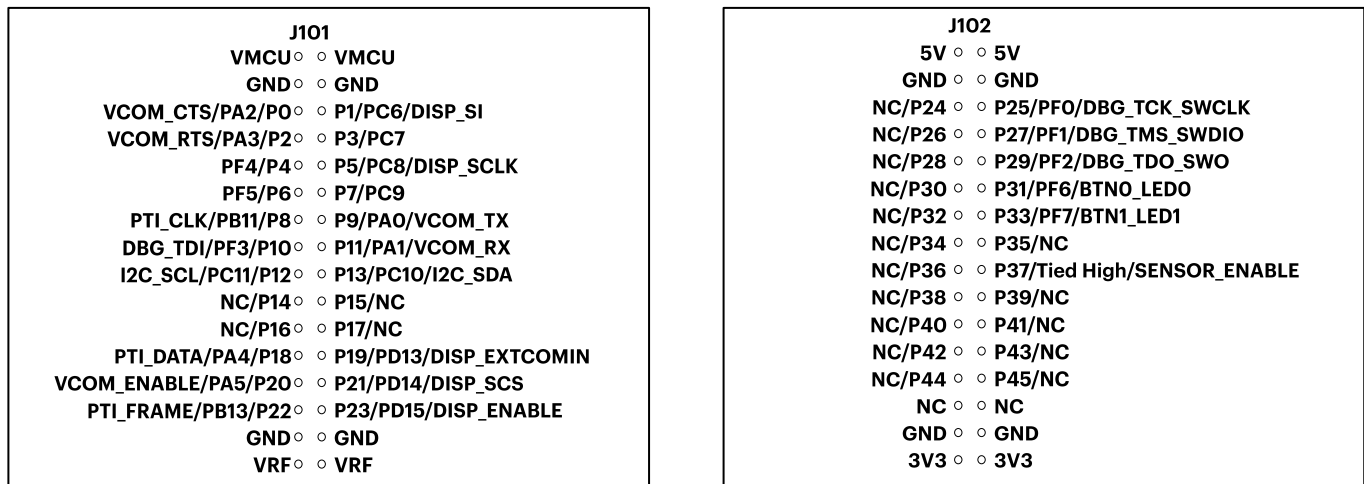 J101
VMCU VMCU
GND GND
VCOM_CTS/PA2/P0 P1/PC6/DISP_SI
VCOM_RTS/PA3/P2 P3/PC7
PF4/P4 P5/PC8/DISP_SCLK
PF5/P6 P7/PC9
PTI_CLK/PB11/P8 P9/PA0/VCOM_TX
DBG_TDI/PF3/P10 P11/PA1/VCOM_RX
I2C_SCL/PC11/P12 P13/PC10/I2C_SDA
NC/P14 P15/NC
NC/P16 P17/NC
PTI_DATA/PA4/P18 P19/PD13/DISP_EXTCOMIN
VCOM_ENABLE/PA5/P20 P21/PD14/DISP_SCS
PTI_FRAME/PB13/P22 P23/PD15/DISP_ENABLE
GND GND
VRF VRF
J102
5V 5V
GND GND
NC/P24 P25/PF0/DBG_TCK_SWCLK
NC/P26 P27/PF1/DBG_TMS_SWDIO
NC/P28 P29/PF2/DBG_TDO_SWO
NC/P30 P31/PF6/BTN0_LED0
NC/P32 P33/PF7/BTN1_LED1
NC/P34 P35/NC
NC/P36 P37/Tied High/SENSOR_ENABLE
NC/P38 P39/NC
NC/P40 P41/NC
NC/P42 P43/NC
NC/P44 P45/NC
NC NC
GND GND
3V3 3V3